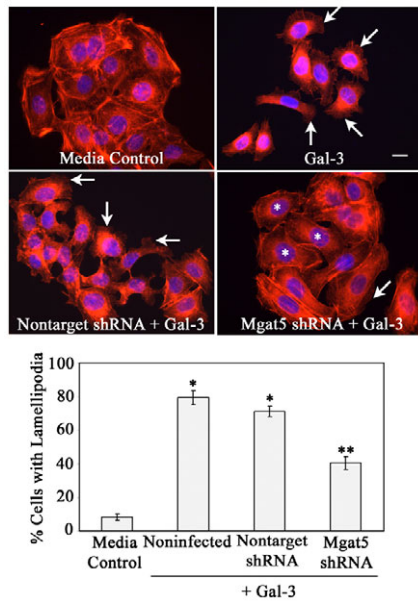 Media Control
Gal-3
Nontarget shRNA + Gal-3
* * *
Mgat5 shRNA + Gal-3
% Cells with Lamellipodia
100
80
60
40
20
0
* * **
Media Control
Noninfected
Nontarget shRNA
Mgat5 shRNA
+ Gal-3